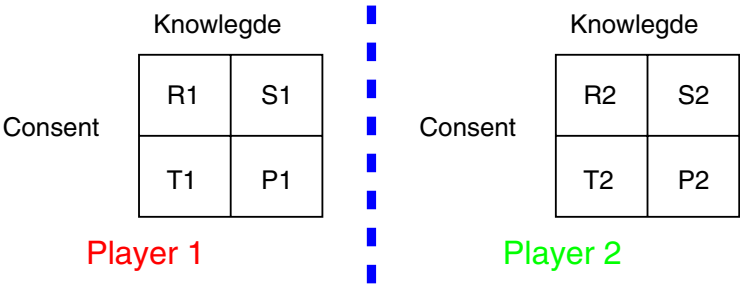 Knowlegde
Consent
R1 S1
T1 P1
Player 1
Knowlegde
Consent
R2 S2
T2 P2
Player 2